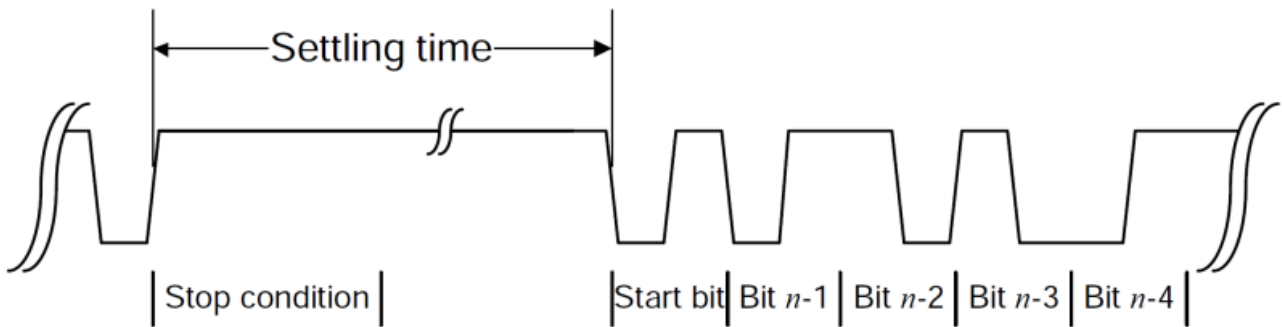 Settling time
Stop condition
Start bit
Bit n-1
Bit n-2
Bit n-3
Bit n-4